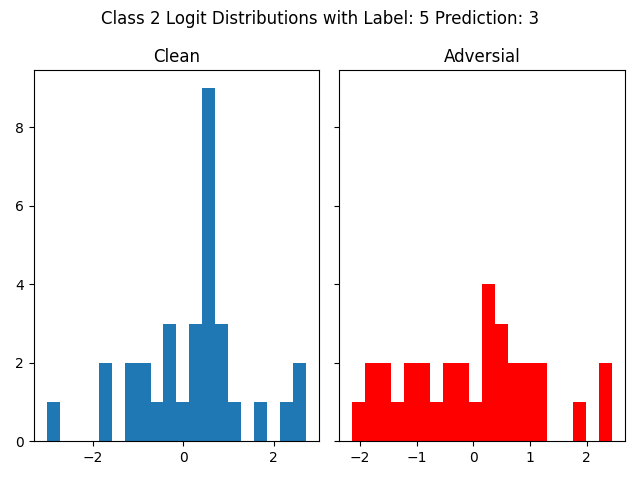 Class 2 Logit Distributions with Label: 5 Prediction: 3
Clean
Adversial
8
6
4
2
0
−2 0 2
−2 −1 0 1 2